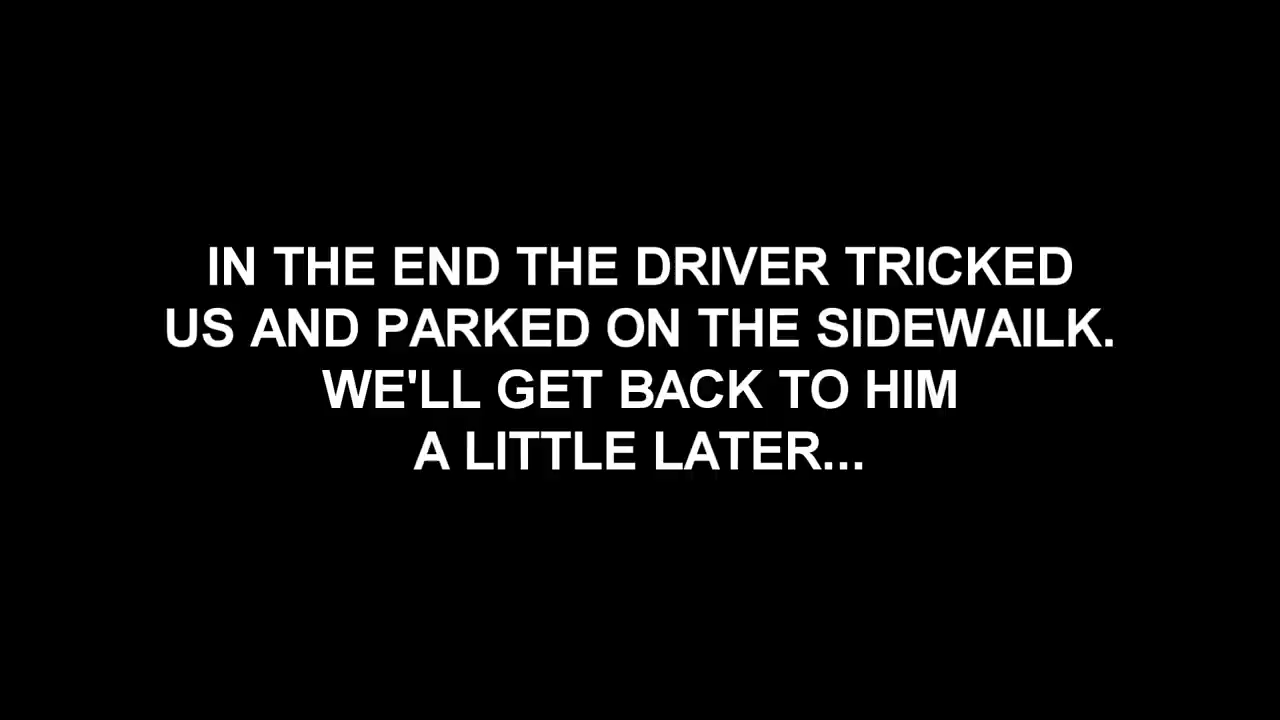 IN THE END THE DRIVER TRICKED
US AND PARKED ON THE SIDEWAILK.
WE'LL GET BACK TO HIM
A LITTLE LATER...